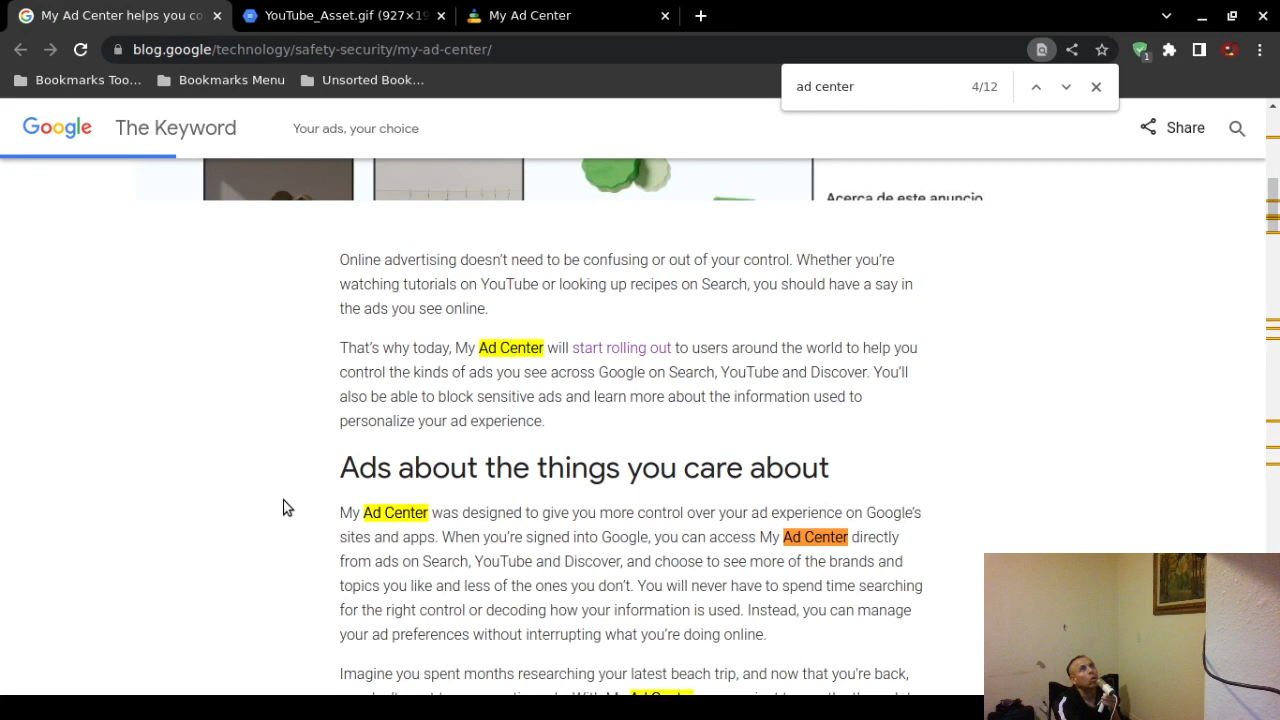 My Ad Center helps you co
YouTube_Asset.gif (927×19
My Ad Center
blog.google/technology/safety-security/my-ad-center/
Bookmarks Too...
Bookmarks Menu
Unsorted Book...
ad center
4/12
1
Google The Keyword
Your ads, your choice
Share
Acerca de este anuncio
Online advertising doesn't need to be confusing or out of your control. Whether you're
watching tutorials on YouTube or looking up recipes on Search, you should have a say in
the ads you see online.
That's why today, My Ad Center will start rolling out to users around the world to help you
control the kinds of ads you see across Google on Search, YouTube and Discover. You'll
also be able to block sensitive ads and learn more about the information used to
personalize your ad experience.
Ads about the things you care about
My Ad Center was designed to give you more control over your ad experience on Google's
sites and apps. When you're signed into Google, you can access My Ad Center directly
from ads on Search, YouTube and Discover, and choose to see more of the brands and
topics you like and less of the ones you don't. You will never have to spend time searching
for the right control or decoding how your information is used. Instead, you can manage
your ad preferences without interrupting what you're doing online.
Imagine you spent months researching your latest beach trip, and now that you're back,